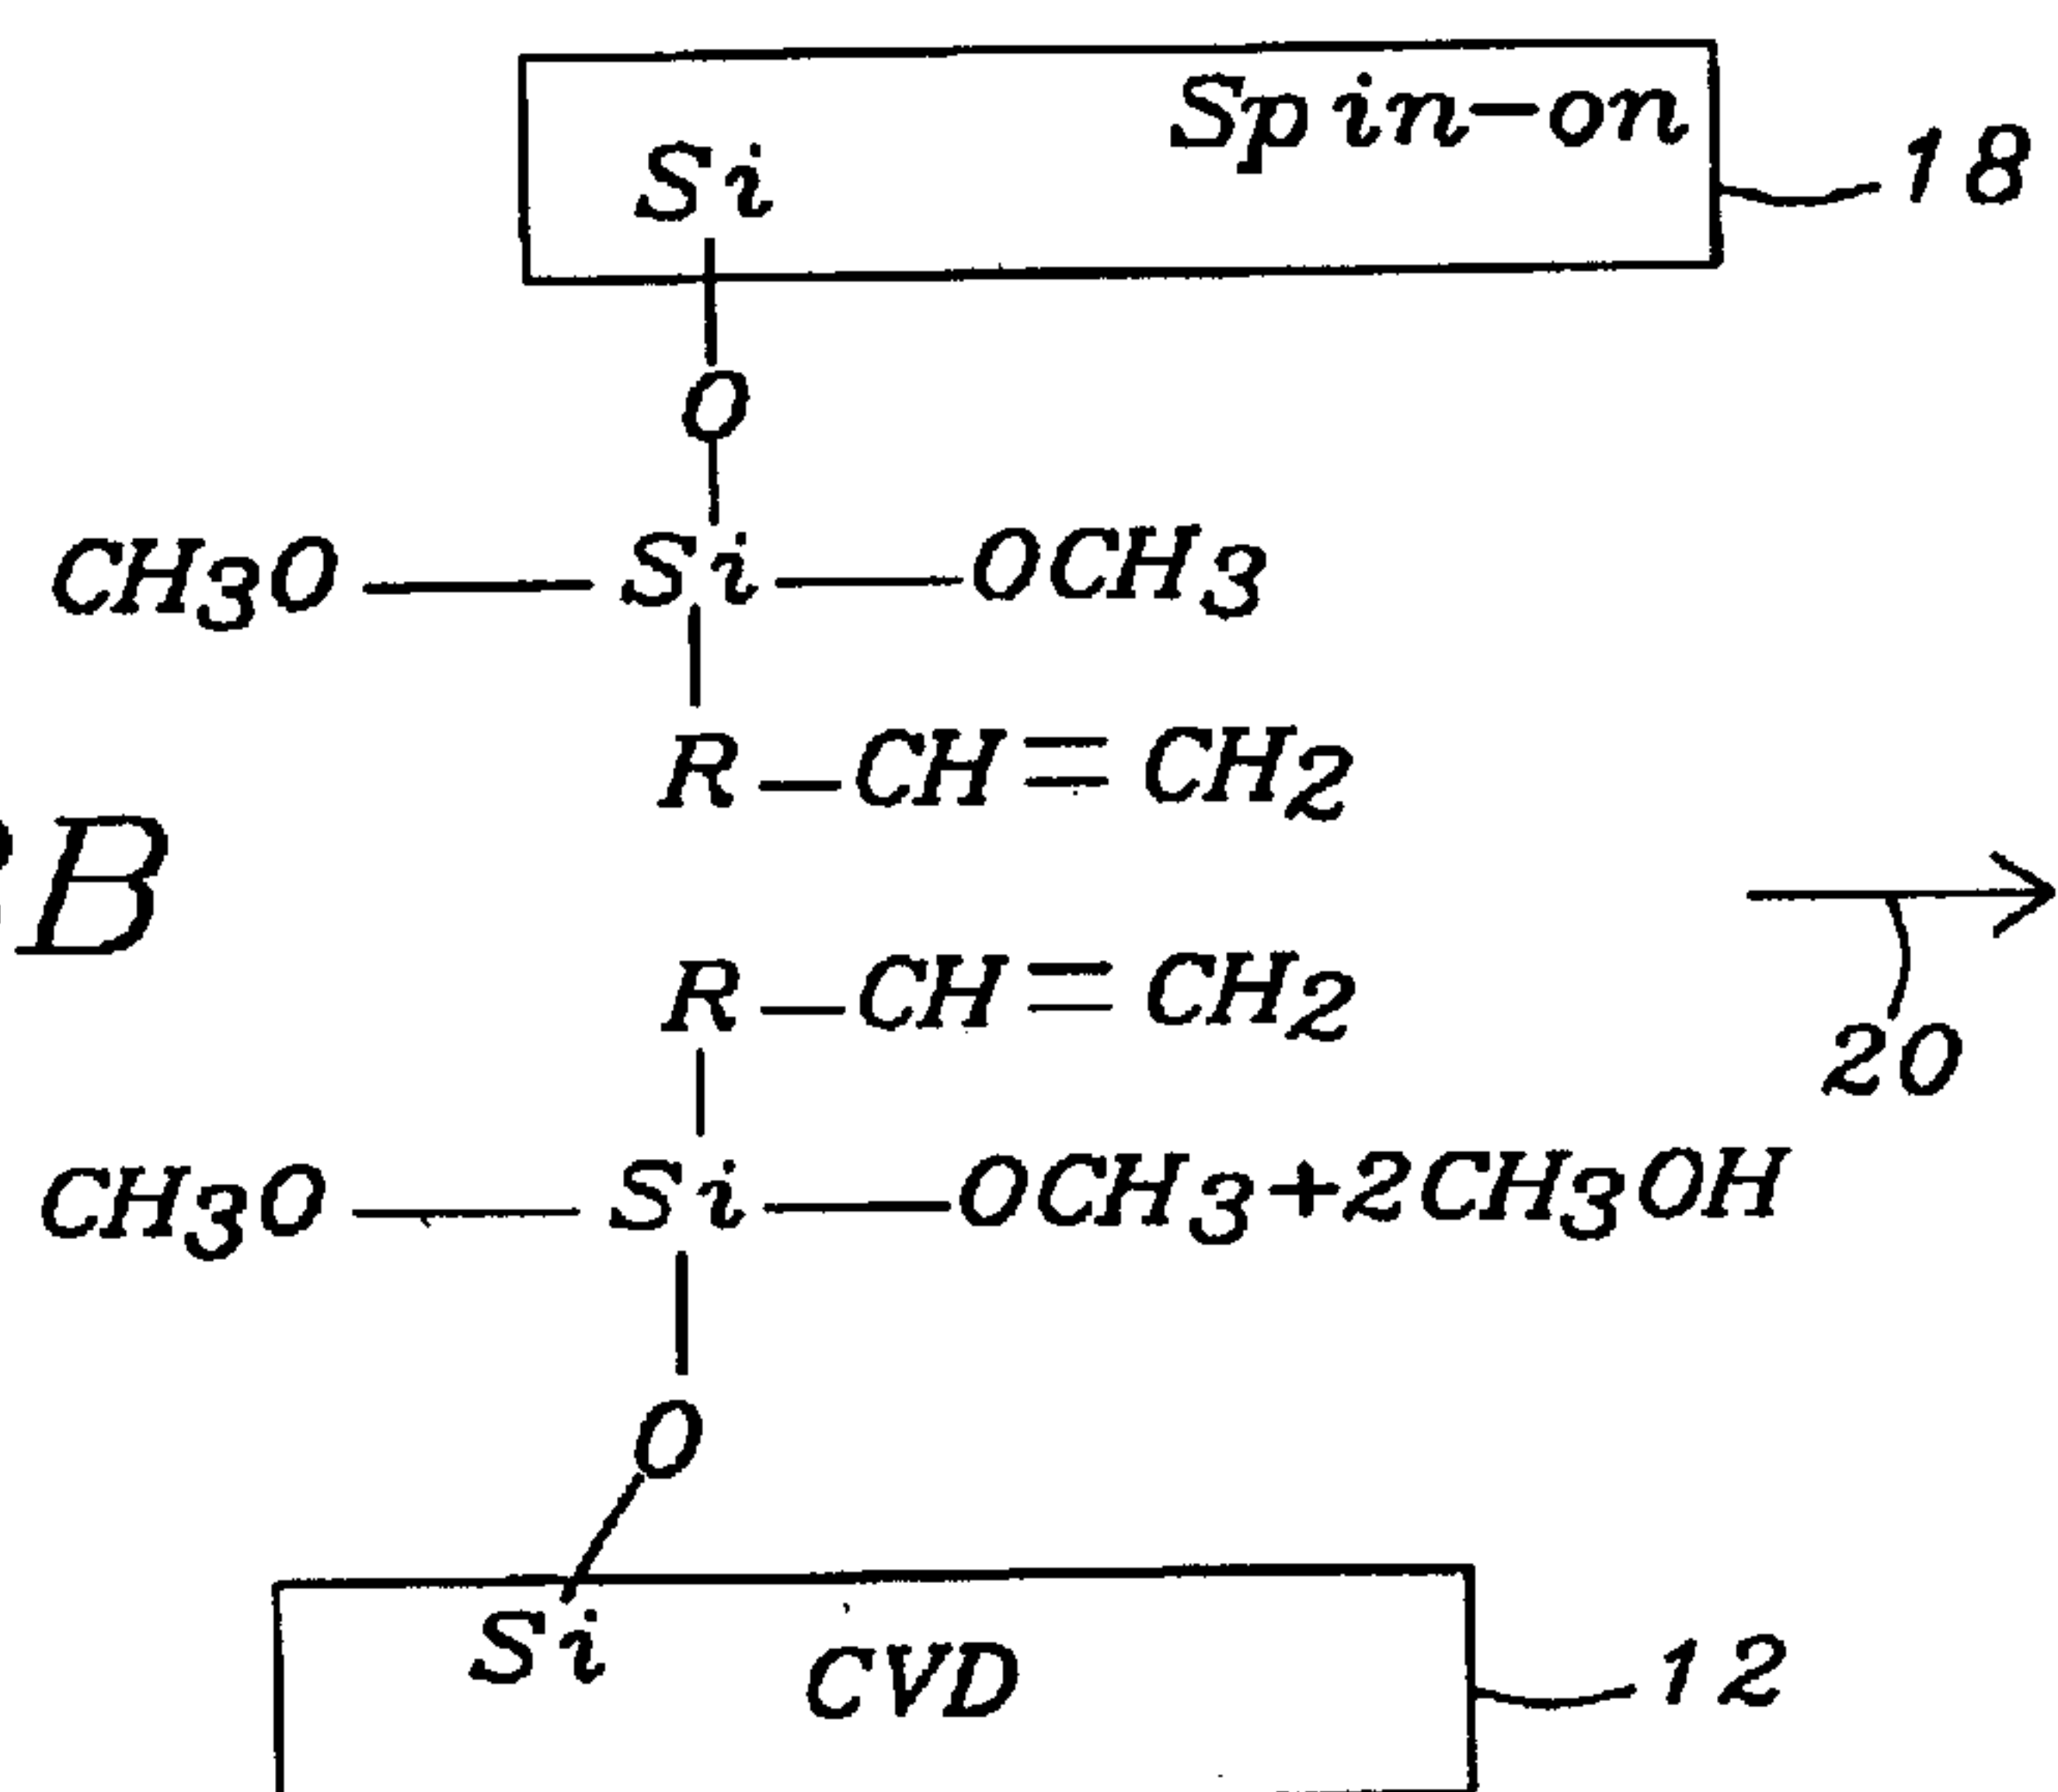 Spin-on
Si
18
O
CH3O Si OCH3
R—CH=CH2
B
R—CH=CH2
20
CH3O Si OCH3+2CH3OH
O
Si CVD
12